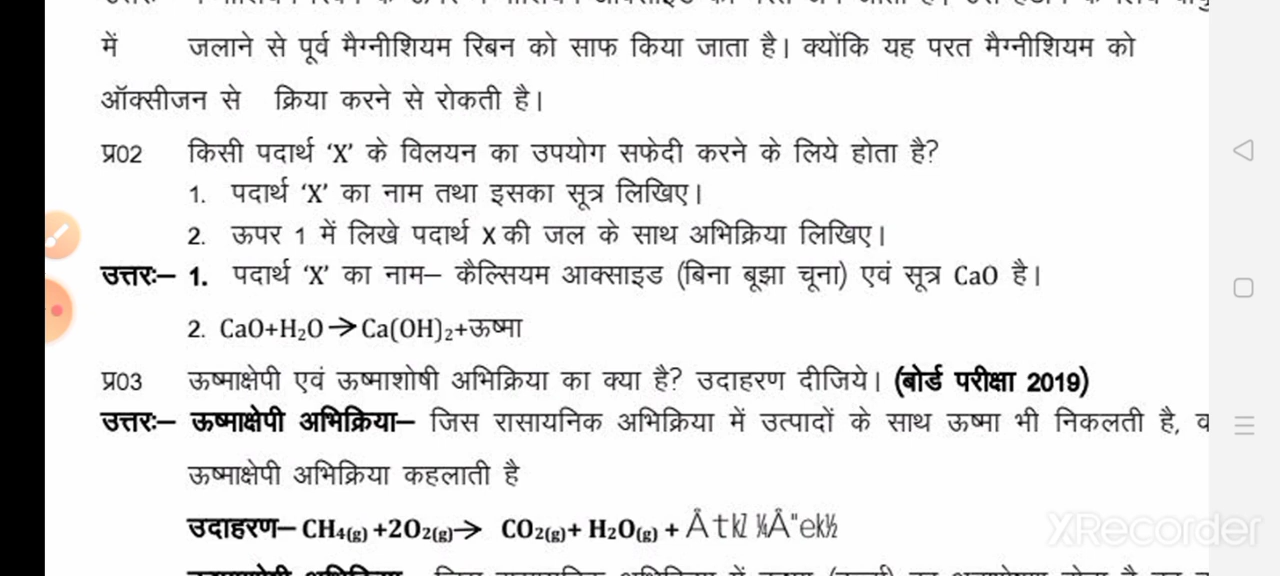 में जलाने से पूर्व मैग्नीशियम रिबन को साफ किया जाता है। क्योंकि यह परत मैग्नीशियम को
ऑक्सीजन से क्रिया करने से रोकती है।
प्र02 किसी पदार्थ ‘X’ के विलयन का उपयोग सफेदी करने के लिये होता है?
1. पदार्थ ‘X’ का नाम तथा इसका सूत्र लिखिए।
2. ऊपर 1 में लिखे पदार्थ X की जल के साथ अभिक्रिया लिखिए।
उत्तरः– 1. पदार्थ ‘X’ का नाम– कैल्सियम आक्साइड (बिना बूझा चूना) एवं सूत्र CaO है।
2. CaO+H₂O→Ca(OH)₂+ऊष्मा
प्र03 ऊष्माक्षेपी एवं ऊष्माशोषी अभिक्रिया का क्या है? उदाहरण दीजिये। (बोर्ड परीक्षा 2019)
उत्तरः– ऊष्माक्षेपी अभिक्रिया– जिस रासायनिक अभिक्रिया में उत्पादों के साथ ऊष्मा भी निकलती है,
ऊष्माक्षेपी अभिक्रिया कहलाती है
उदाहरण– CH₄(g) +2O₂(g)→ CO₂(g)+ H₂O(g) +
XRecorder